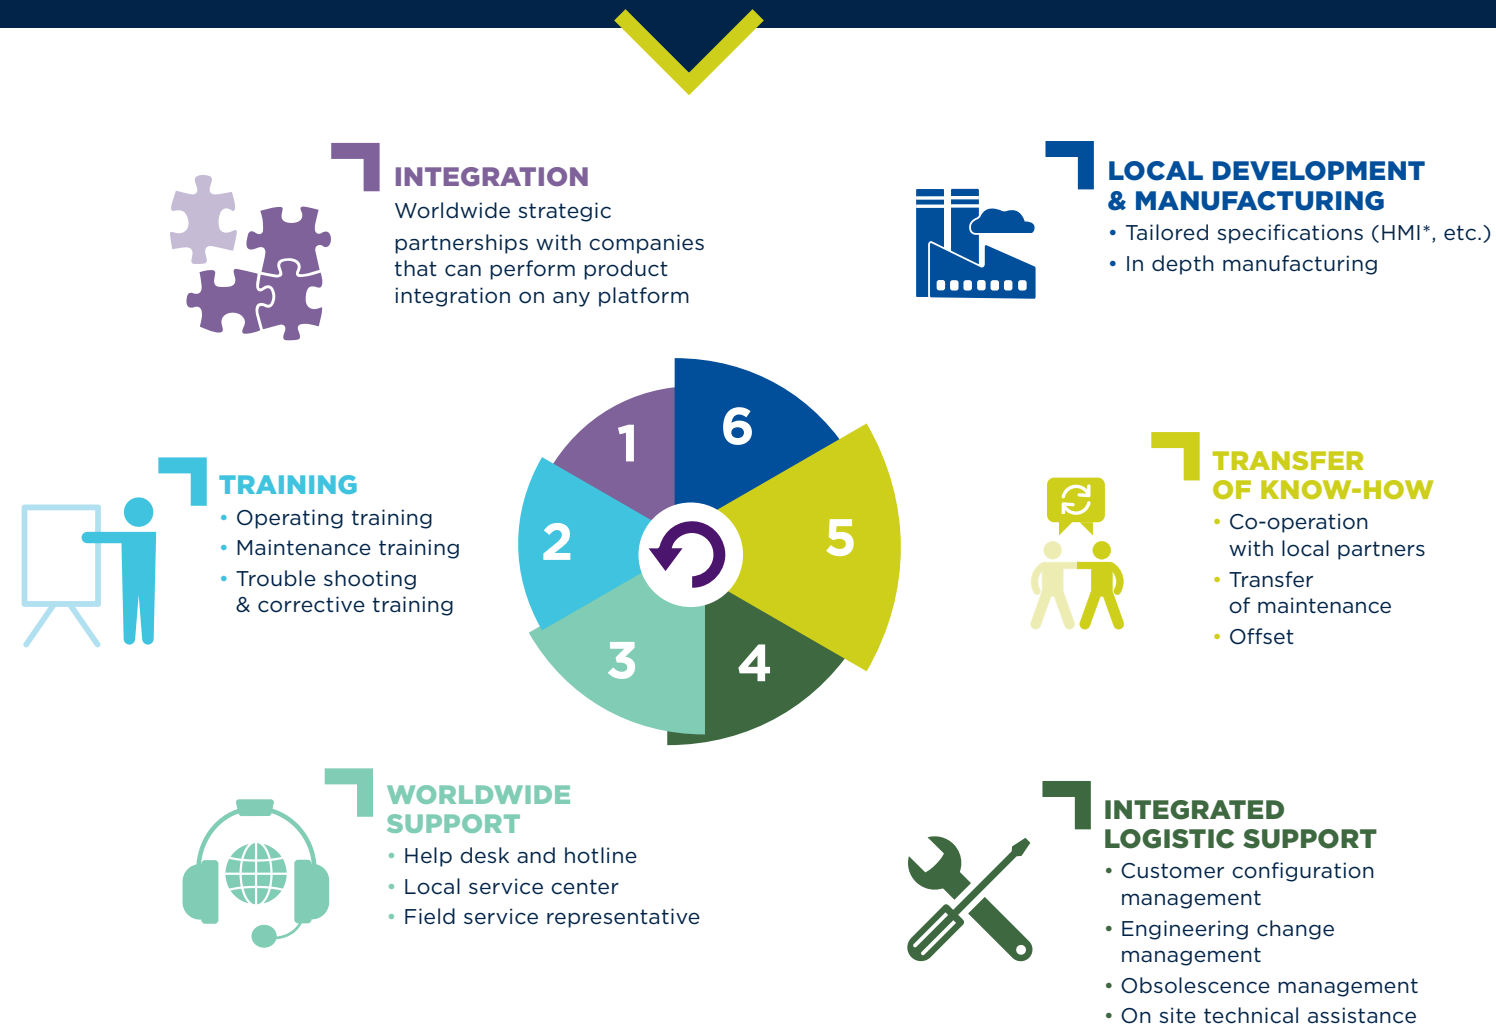 INTEGRATION
Worldwide strategic
partnerships with companies
that can perform product
integration on any platform
LOCAL DEVELOPMENT
& MANUFACTURING
• Tailored specifications (HMI*, etc.)
• In depth manufacturing
1
6
2
5
3
4
TRAINING
• Operating training
• Maintenance training
• Trouble shooting
& corrective training
TRANSFER
OF KNOW-HOW
• Co-operation
with local partners
• Transfer
of maintenance
• Offset
WORLDWIDE
SUPPORT
• Help desk and hotline
• Local service center
• Field service representative
INTEGRATED
LOGISTIC SUPPORT
• Customer configuration
management
• Engineering change
management
• Obsolescence management
• On site technical assistance